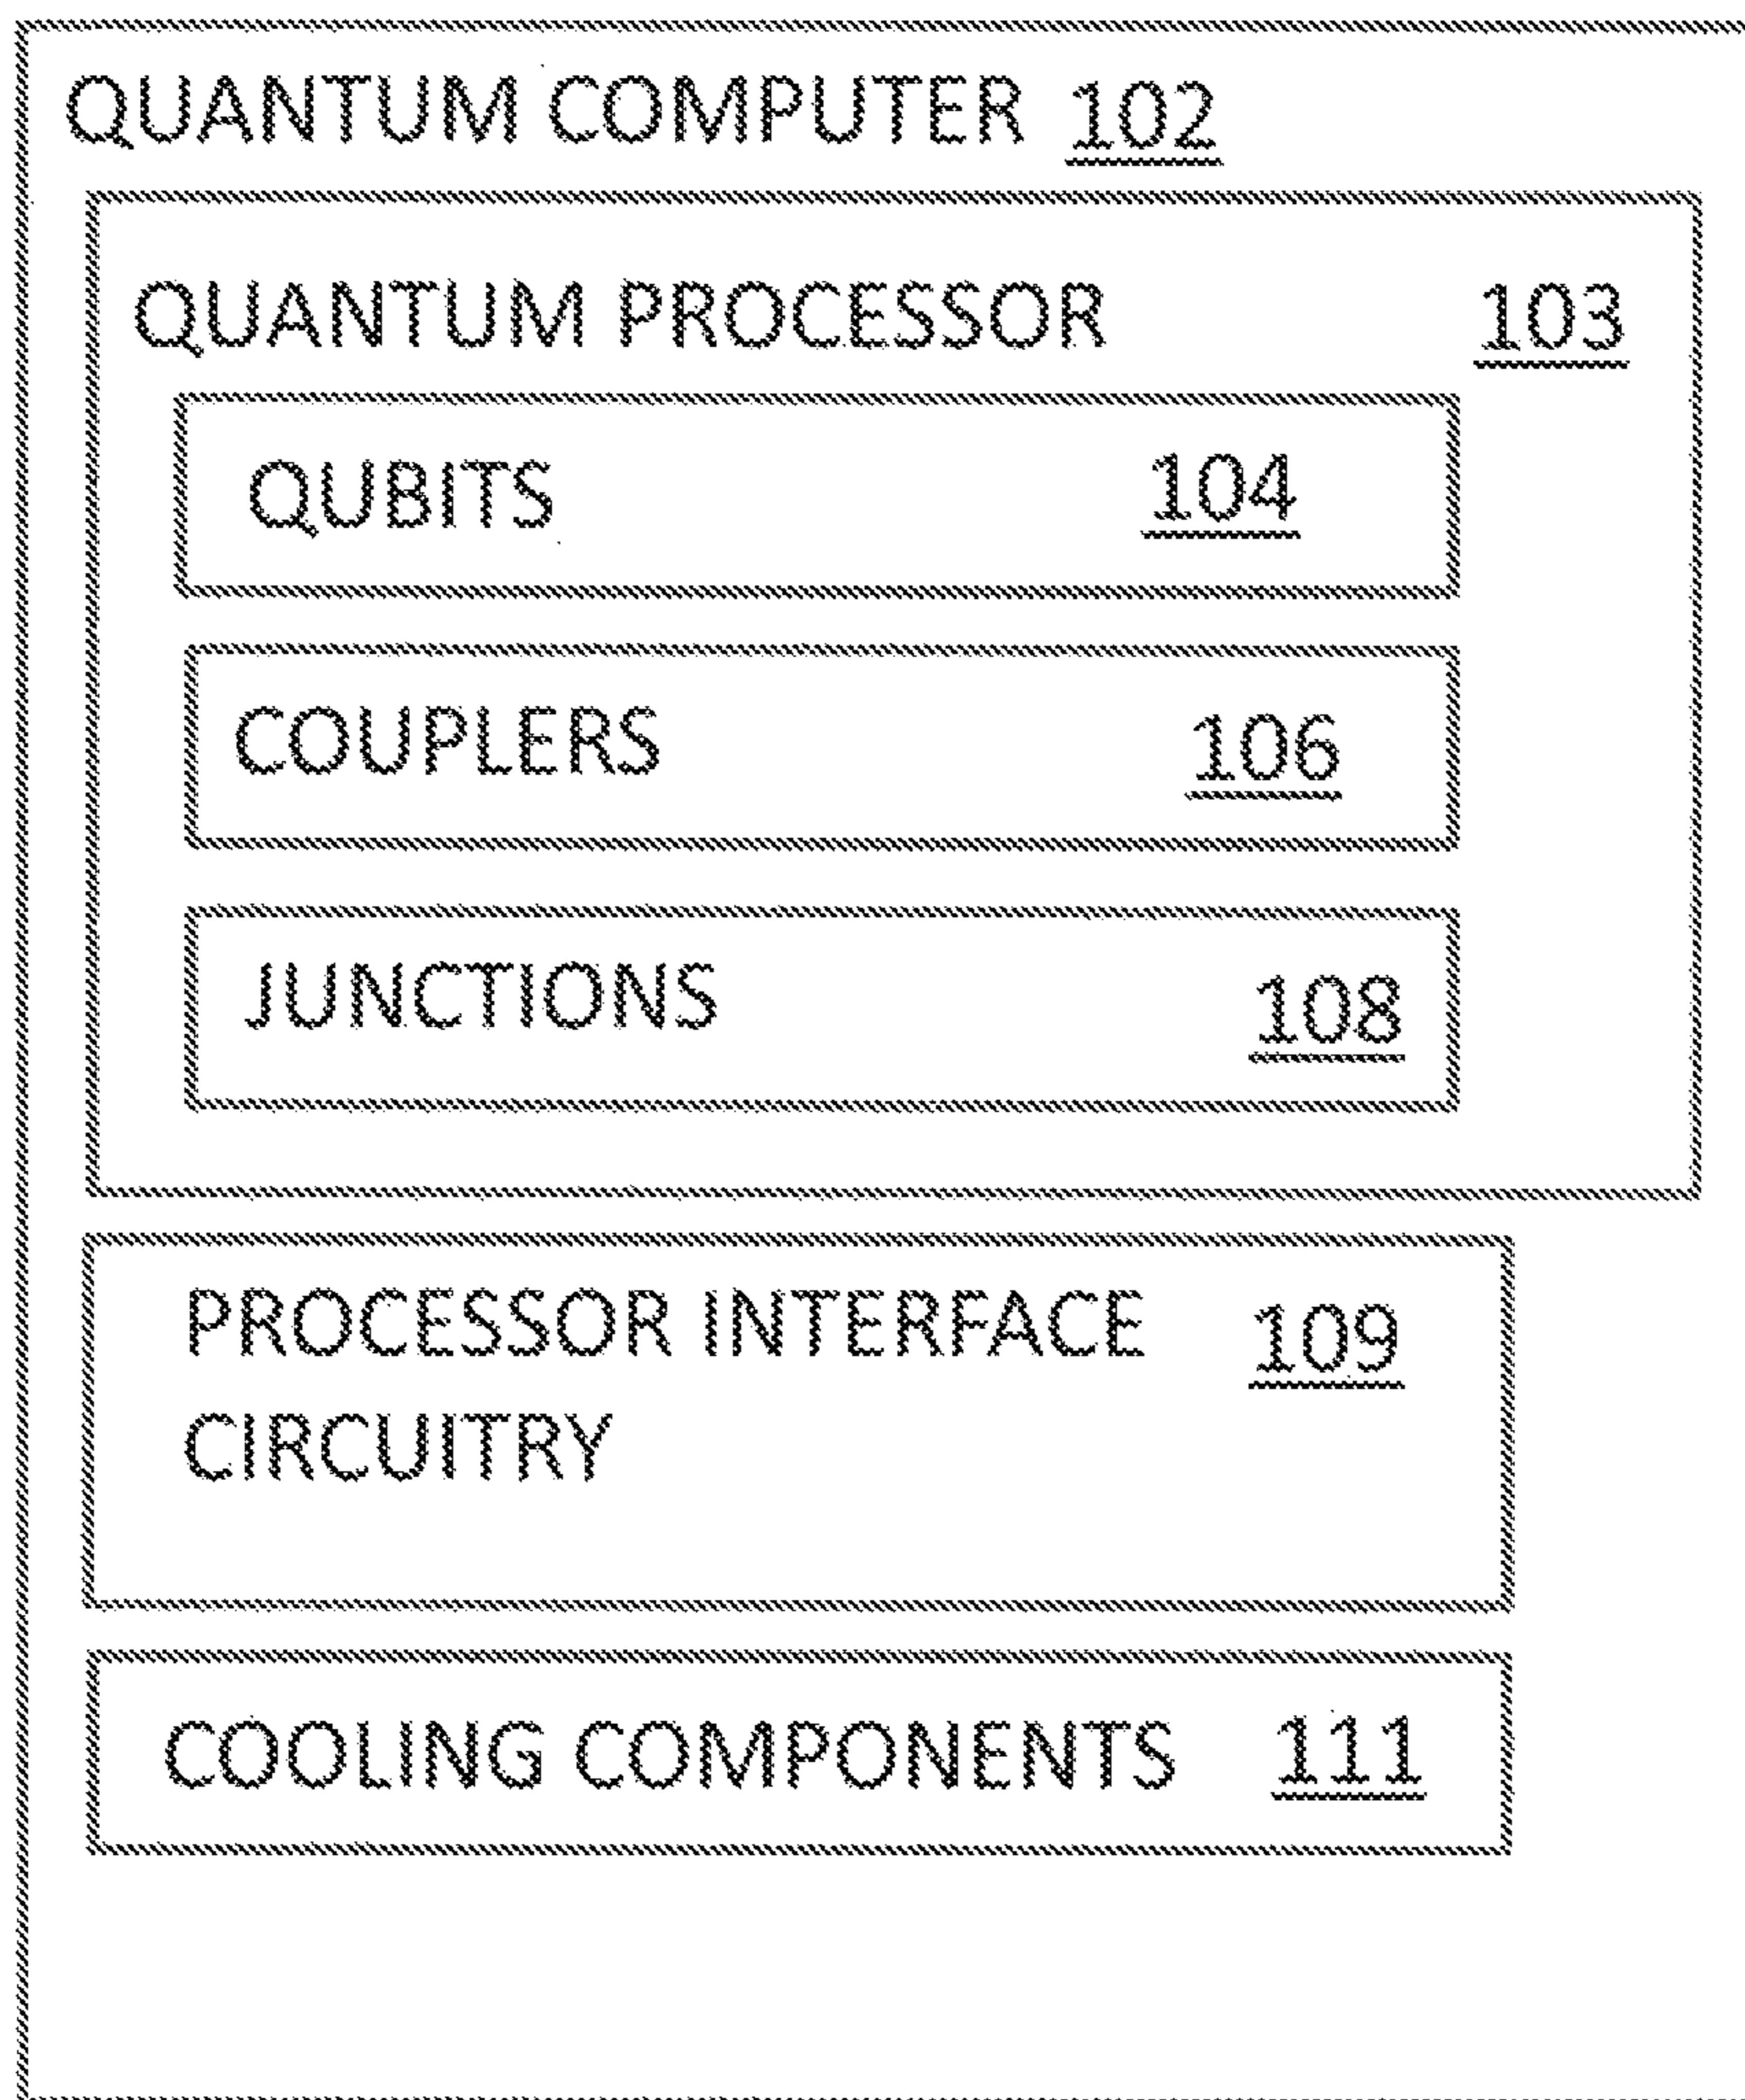 QUANTUM COMPUTER 102
QUANTUM PROCESSOR 103
QUBITS 104
COUPLERS 106
JUNCTIONS 108
PROCESSOR INTERFACE 109
CIRCUITRY
COOLING COMPONENTS 111